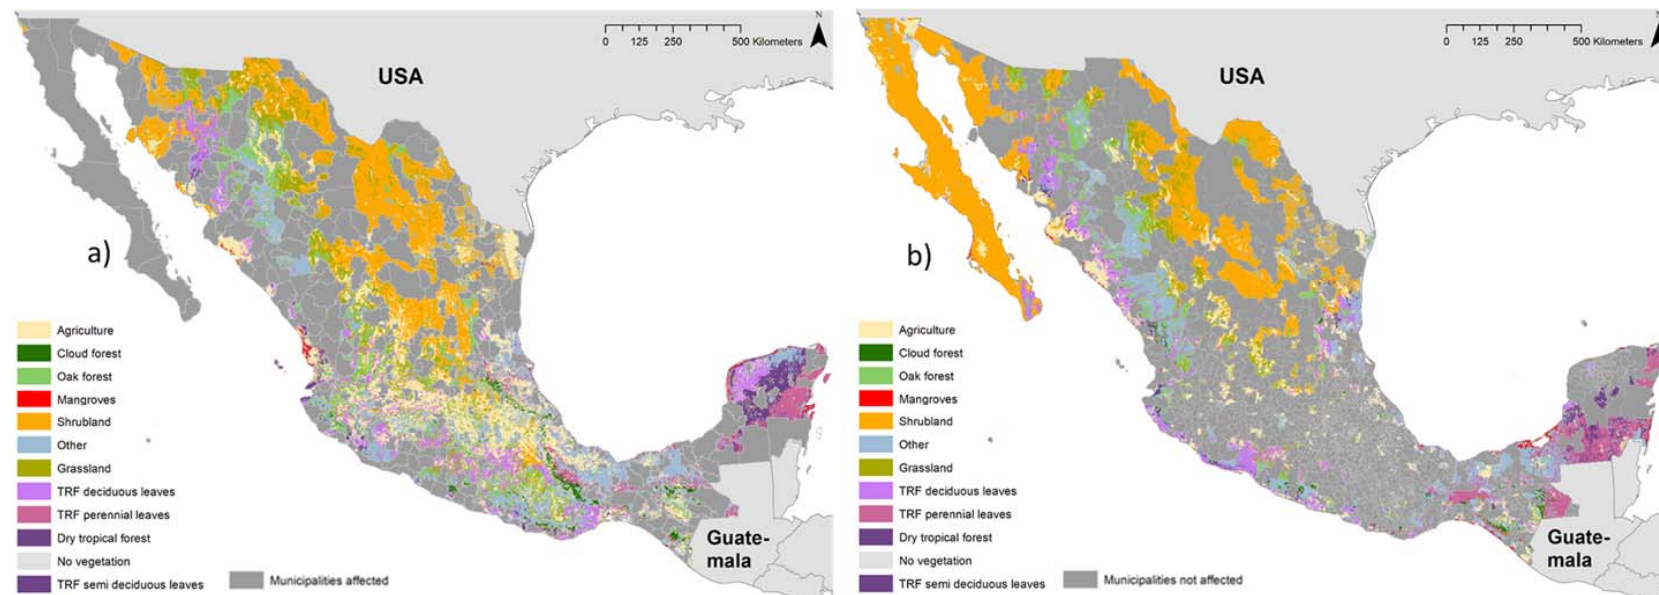 N
0 125 250 500 Kilometers
USA
a)
Agriculture
Cloud forest
Oak forest
Mangroves
Shrubland
Other
Grassland
TRF deciduous leaves
TRF perennial leaves
Dry tropical forest
No vegetation
TRF semi deciduous leaves
Municipalities affected
Guate-
mala
N
0 125 250 500 Kilometers
USA
b)
Agriculture
Cloud forest
Oak forest
Mangroves
Shrubland
Other
Grassland
TRF deciduous leaves
TRF perennial leaves
Dry tropical forest
No vegetation
TRF semi deciduous leaves
Municipalities not affected
Guate-
mala